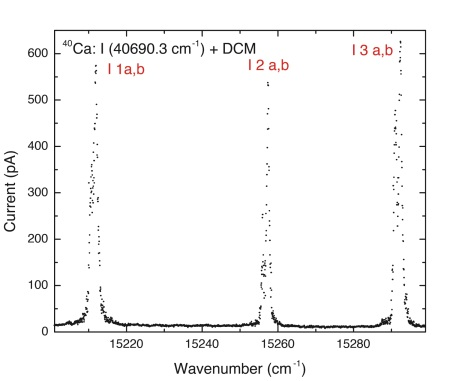 ⁴⁰Ca: I (40690.3 cm⁻¹) + DCM
I 1a,b
I 2 a,b
I 3 a,b
600
500
400
300
200
100
0
Current (pA)
15220
15240
15260
15280
Wavenumber (cm⁻¹)